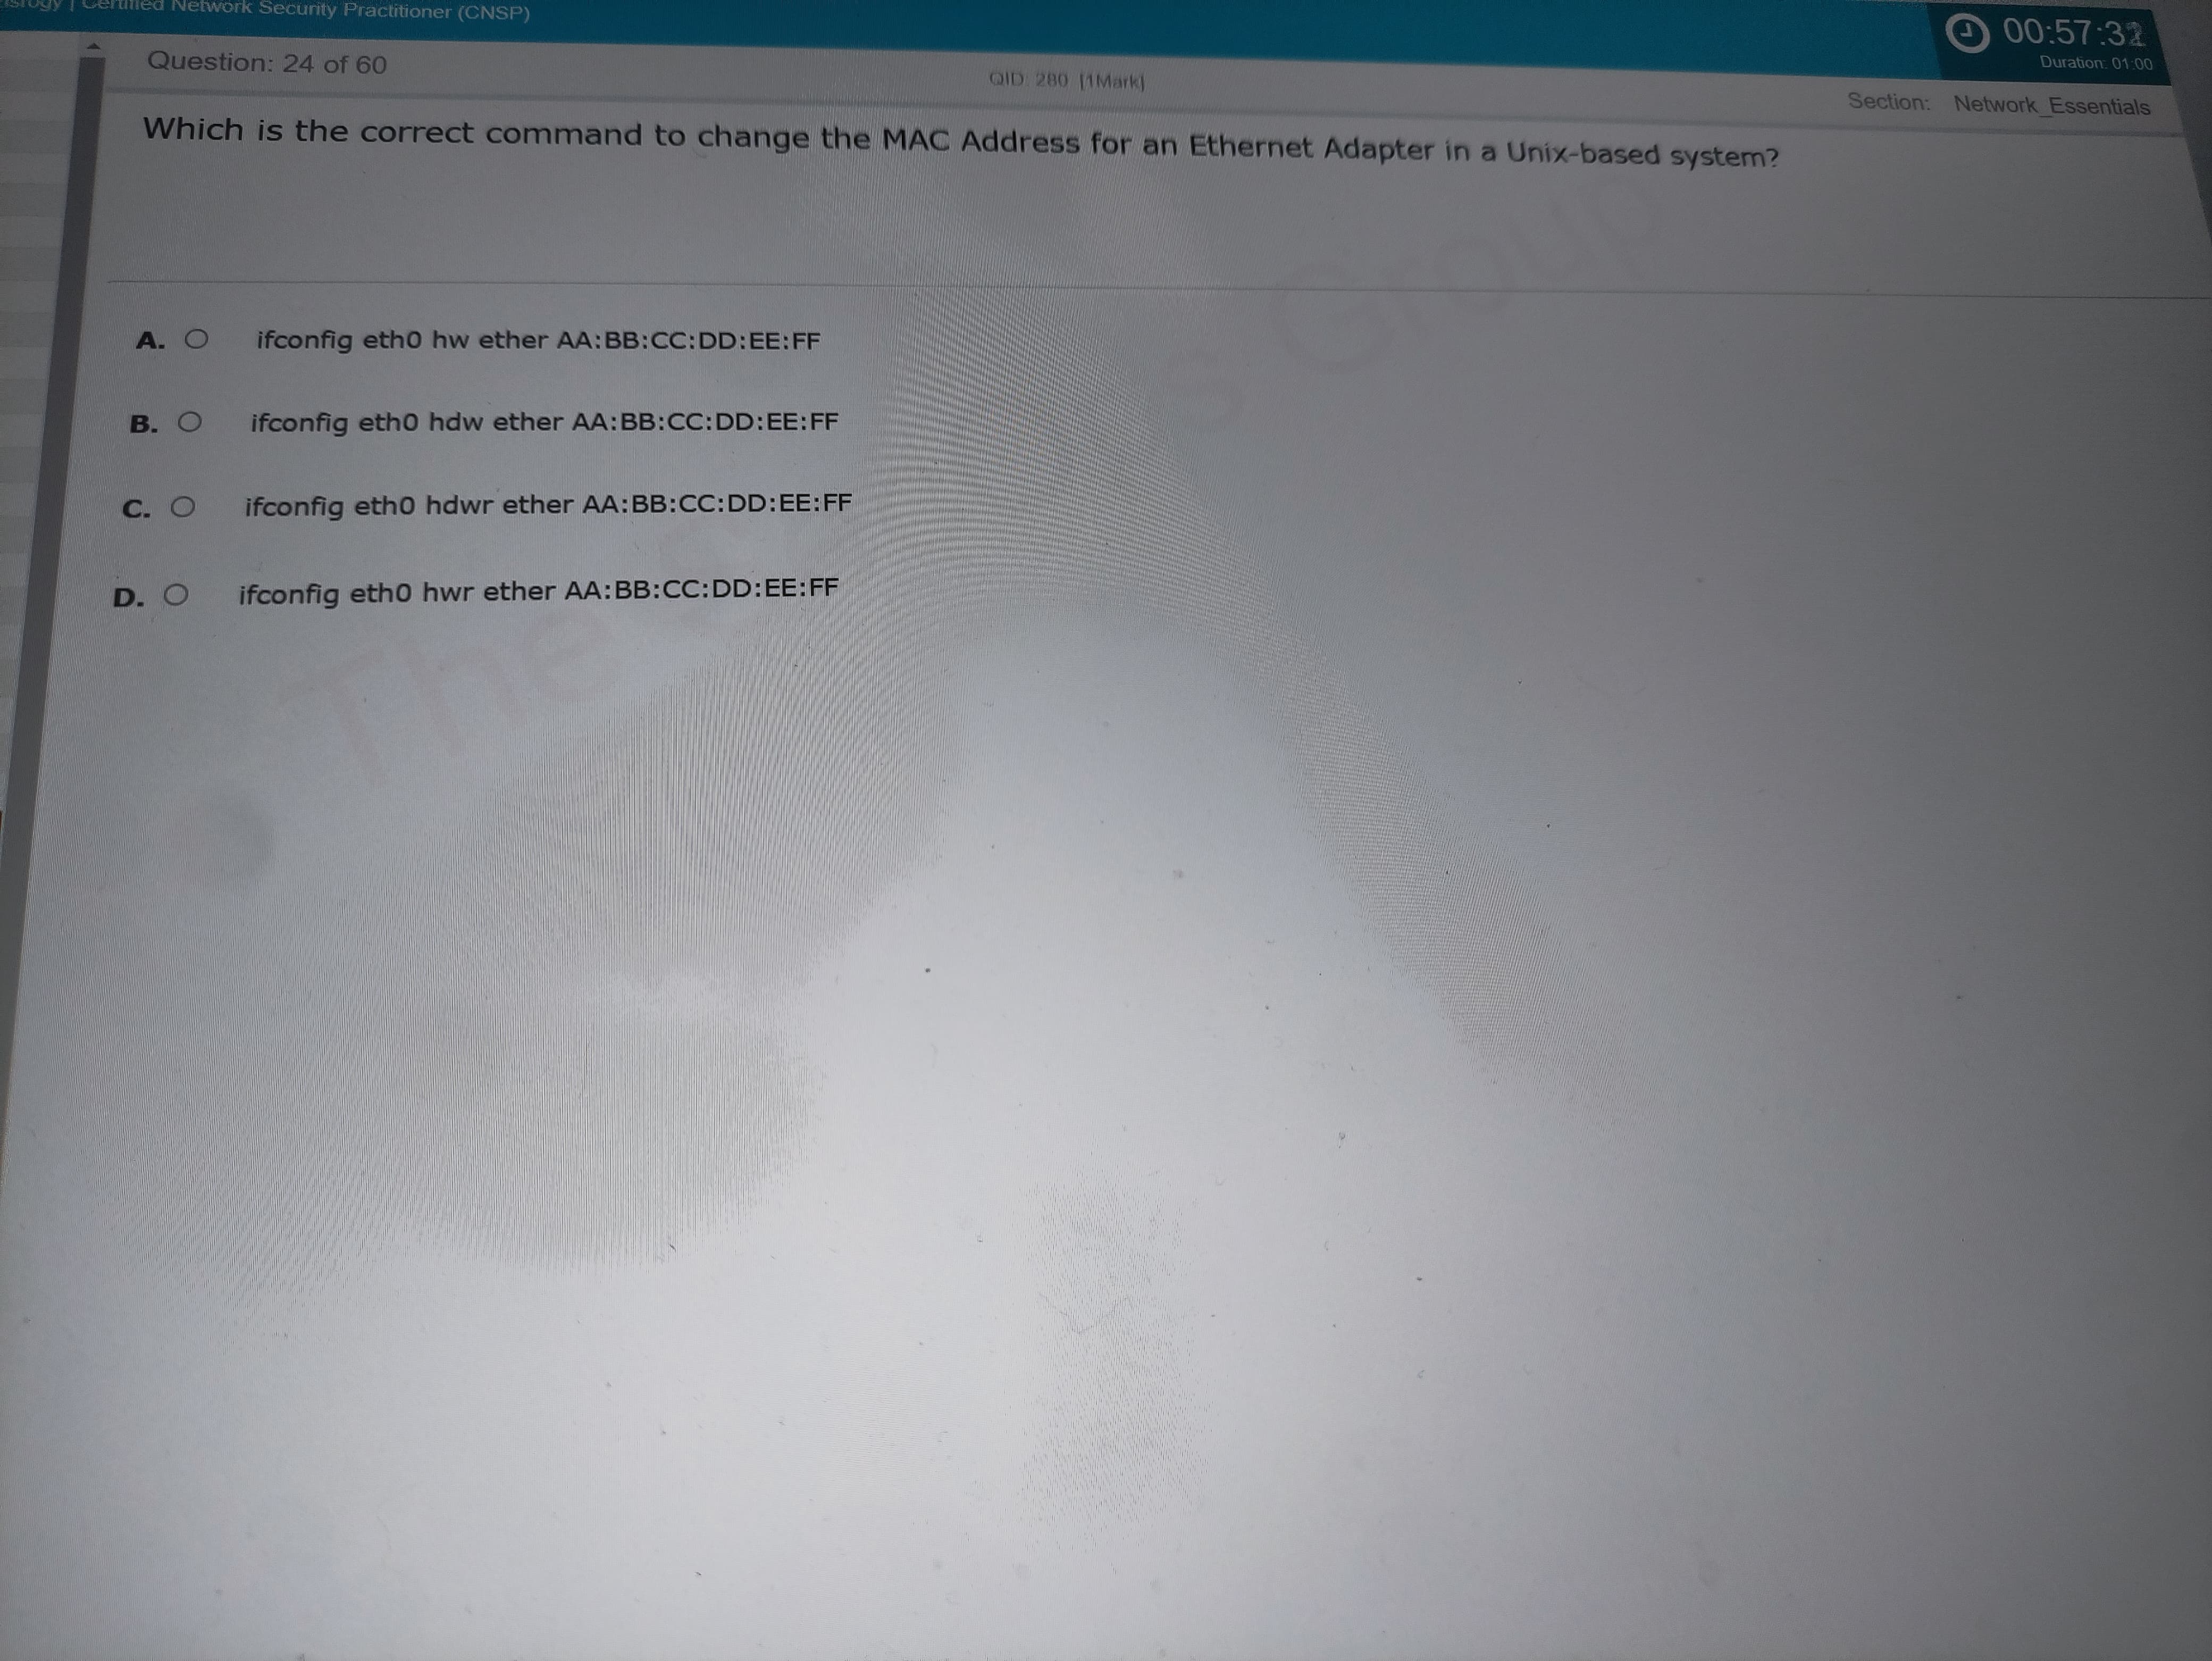 Certified Network Security Practitioner (CNSP)
00:57:32
Duration: 01:00
Question: 24 of 60
QID: 280 [1Mark]
Section: Network_Essentials
Which is the correct command to change the MAC Address for an Ethernet Adapter in a Unix-based system?
A. ifconfig eth0 hw ether AA:BB:CC:DD:EE:FF
B. ifconfig eth0 hdw ether AA:BB:CC:DD:EE:FF
C. ifconfig eth0 hdwr ether AA:BB:CC:DD:EE:FF
D. ifconfig eth0 hwr ether AA:BB:CC:DD:EE:FF
The
Group